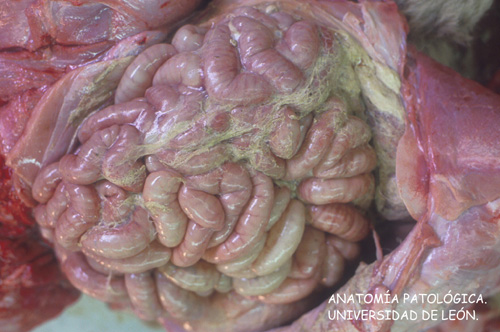 ANATOMÍA PATOLÓGICA.
UNIVERSIDAD DE LEÓN.